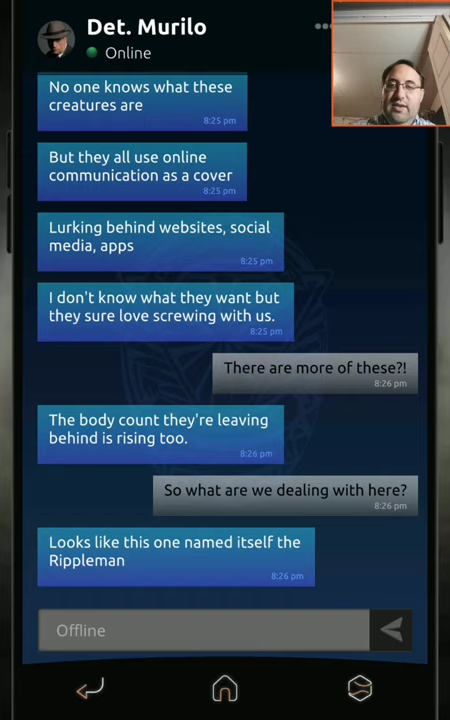 Det. Murilo
Online
No one knows what these
creatures are
8:25 pm
But they all use online
communication as a cover
8:25 pm
Lurking behind websites, social
media, apps
8:25 pm
I don't know what they want but
they sure love screwing with us.
8:25 pm
There are more of these?!
8:26 pm
The body count they're leaving
behind is rising too.
8:26 pm
So what are we dealing with here?
8:26 pm
Looks like this one named itself the
Rippleman
8:26 pm
Offline